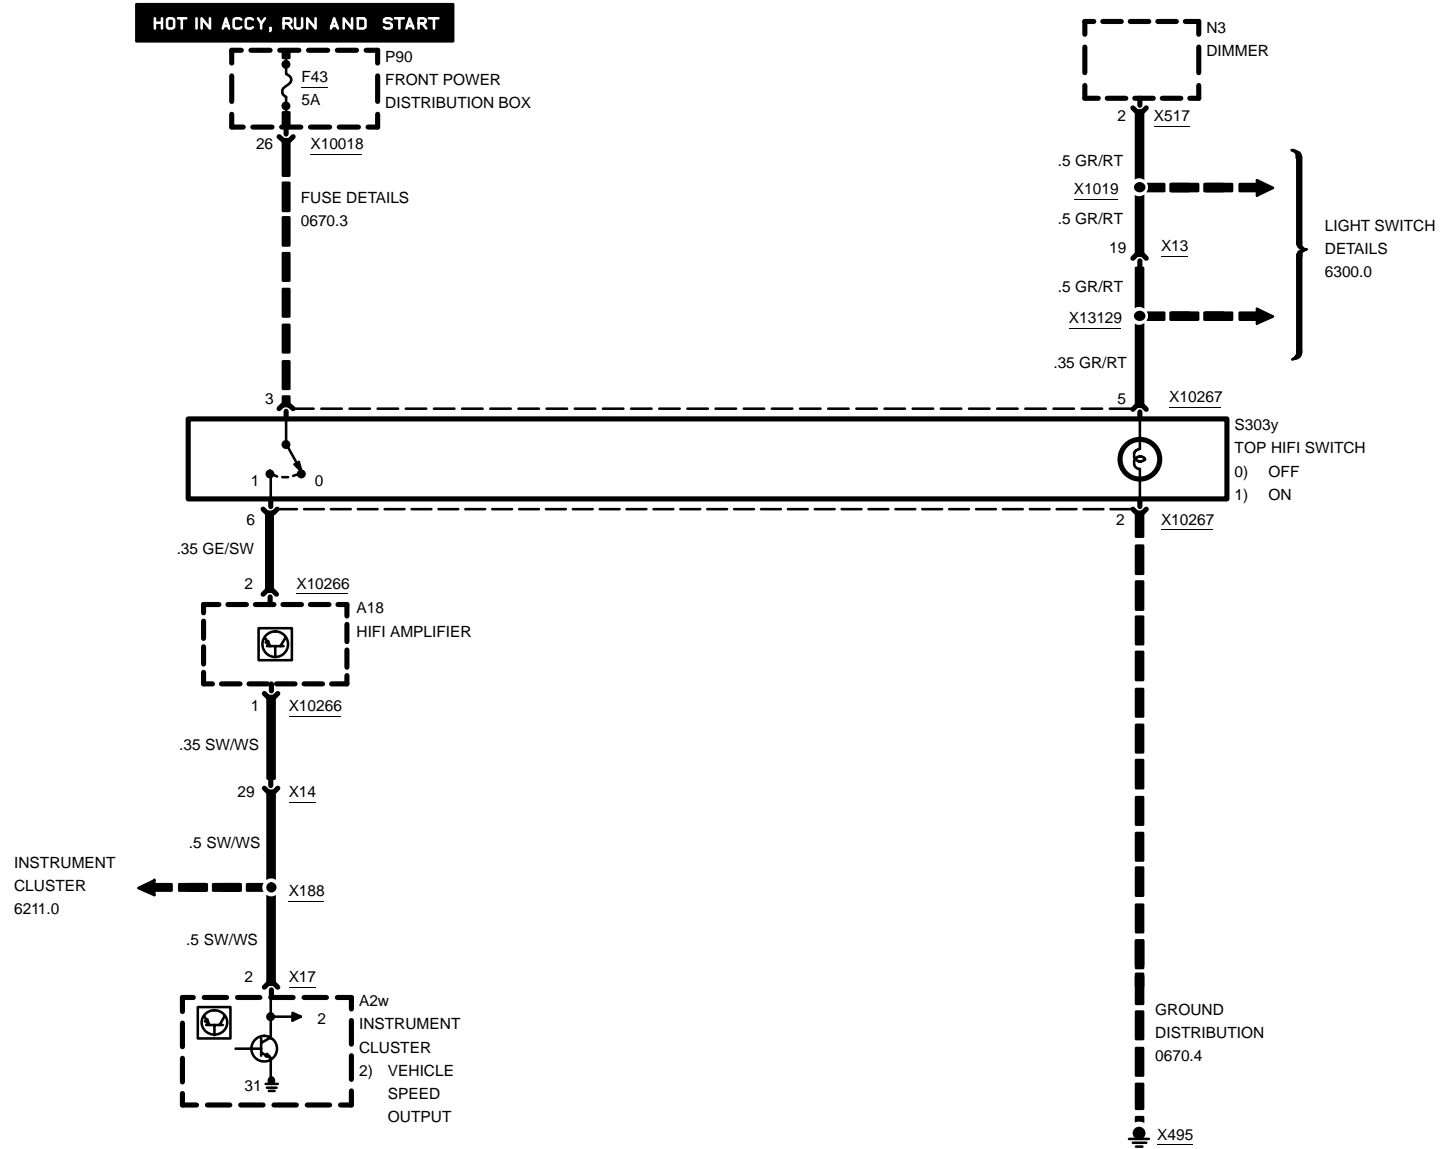 HOT IN ACCY, RUN AND START
P90
FRONT POWER
DISTRIBUTION BOX
F43
5A
26
X10018
FUSE DETAILS
0670.3
N3
DIMMER
2
X517
.5 GR/RT
X1019
.5 GR/RT
19
X13
.5 GR/RT
X13129
.35 GR/RT
LIGHT SWITCH
DETAILS
6300.0
3
5
X10267
S303y
TOP HIFI SWITCH
0) OFF
1) ON
1
0
6
2
X10267
.35 GE/SW
2
X10266
A18
HIFI AMPLIFIER
1
X10266
.35 SW/WS
29
X14
.5 SW/WS
INSTRUMENT
CLUSTER
6211.0
X188
.5 SW/WS
2
X17
A2w
INSTRUMENT
CLUSTER
2) VEHICLE
SPEED
OUTPUT
2
31
GROUND
DISTRIBUTION
0670.4
X495